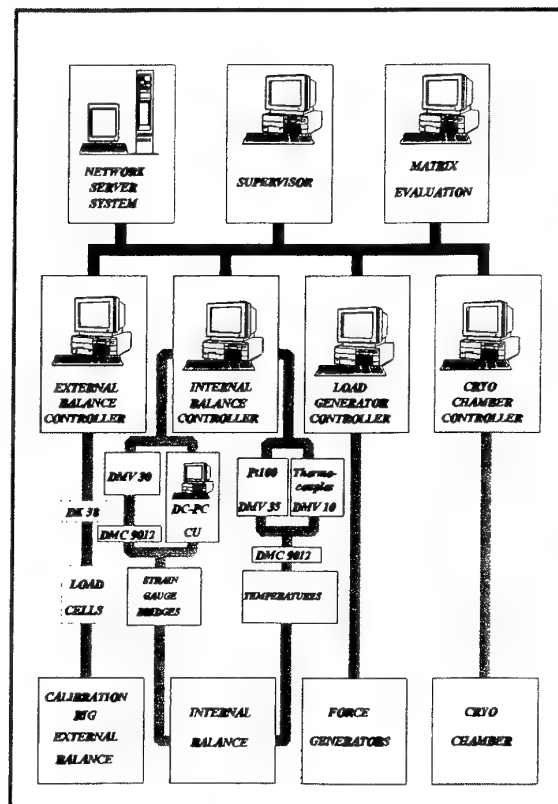 NETWORK
SERVER
SYSTEM
SUPERVISOR
MATRIX
EVALUATION
EXTERNAL
BALANCE
CONTROLLER
INTERNAL
BALANCE
CONTROLLER
LOAD
GENERATOR
CONTROLLER
CRYO
CHAMBER
CONTROLLER
DMV 30
DC-PC
CU
Pt100
DMV 35
Thermo-
couples
DMV 10
DK 38
DMC 9012
DMC 9012
LOAD
CELLS
STRAIN
GAUGE
BRIDGES
TEMPERATURES
CALIBRATION
RIG
EXTERNAL
BALANCE
INTERNAL
BALANCE
FORCE
GENERATORS
CRYO
CHAMBER